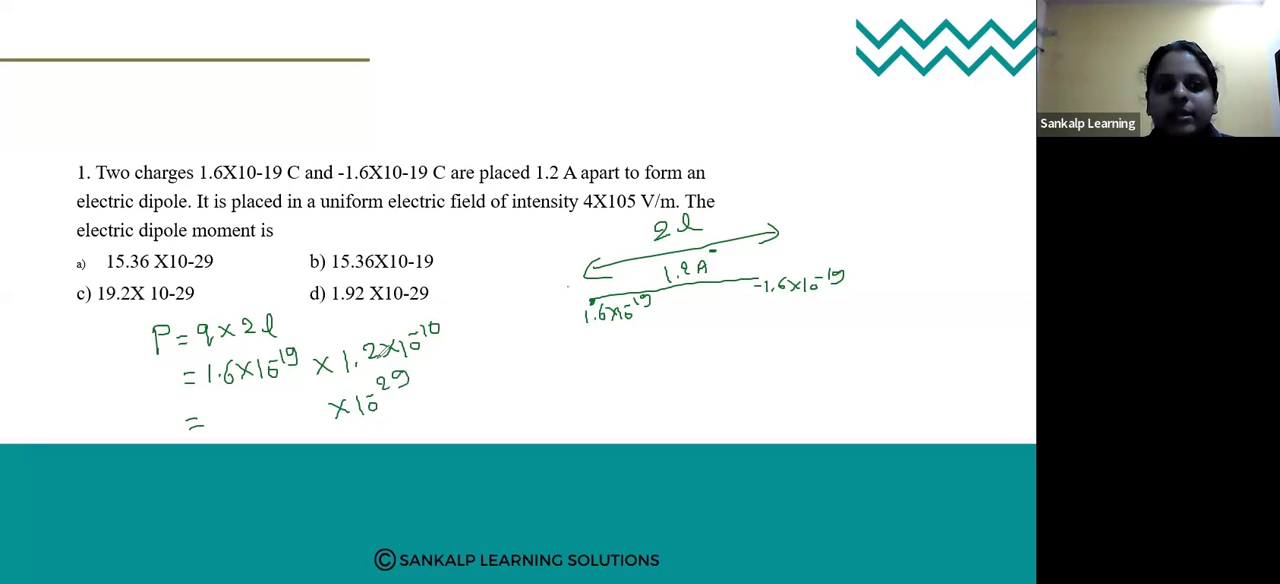 Sankalp Learning
1. Two charges 1.6X10-19 C and -1.6X10-19 C are placed 1.2 A apart to form an
electric dipole. It is placed in a uniform electric field of intensity 4X105 V/m. The
electric dipole moment is
a) 15.36 X10-29 b) 15.36X10-19
c) 19.2X 10-29 d) 1.92 X10-29
2l
1.2 A
1.6×10⁻¹⁹ -1.6×10⁻¹⁹
P = q × 2l
= 1.6×10⁻¹⁹ × 1.2×10⁻¹⁰
= ×10⁻²⁹
© SANKALP LEARNING SOLUTIONS